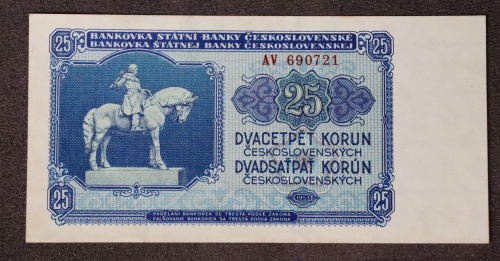 BANKOVKA STÁTNI BANKY ČESKOSLOVENSKÉ
BANKOVKA ŠTÁTNEJ BANKY ČESKOSLOVENSKEJ
25
25
AV 690721
25
DVACETPĚT KORUN
ČESKOSLOVENSKÝCH
DVADSAŤPÄŤ KORÚN
ČESKOSLOVENSKÝCH
25
1953
25
PADĚLÁNÍ BANKOVEK SE TRESTÁ PODLE ZÁKONA
FALŠOVANIE BANKOVIEK SA TRESTÁ PODĽA ZÁKONA